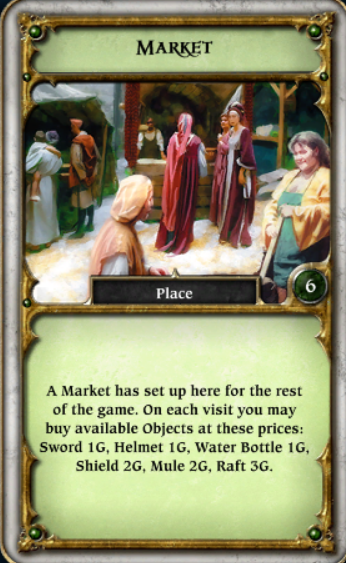 Market
Place
6
A Market has set up here for the rest
of the game. On each visit you may
buy available Objects at these prices:
Sword 1G, Helmet 1G, Water Bottle 1G,
Shield 2G, Mule 2G, Raft 3G.